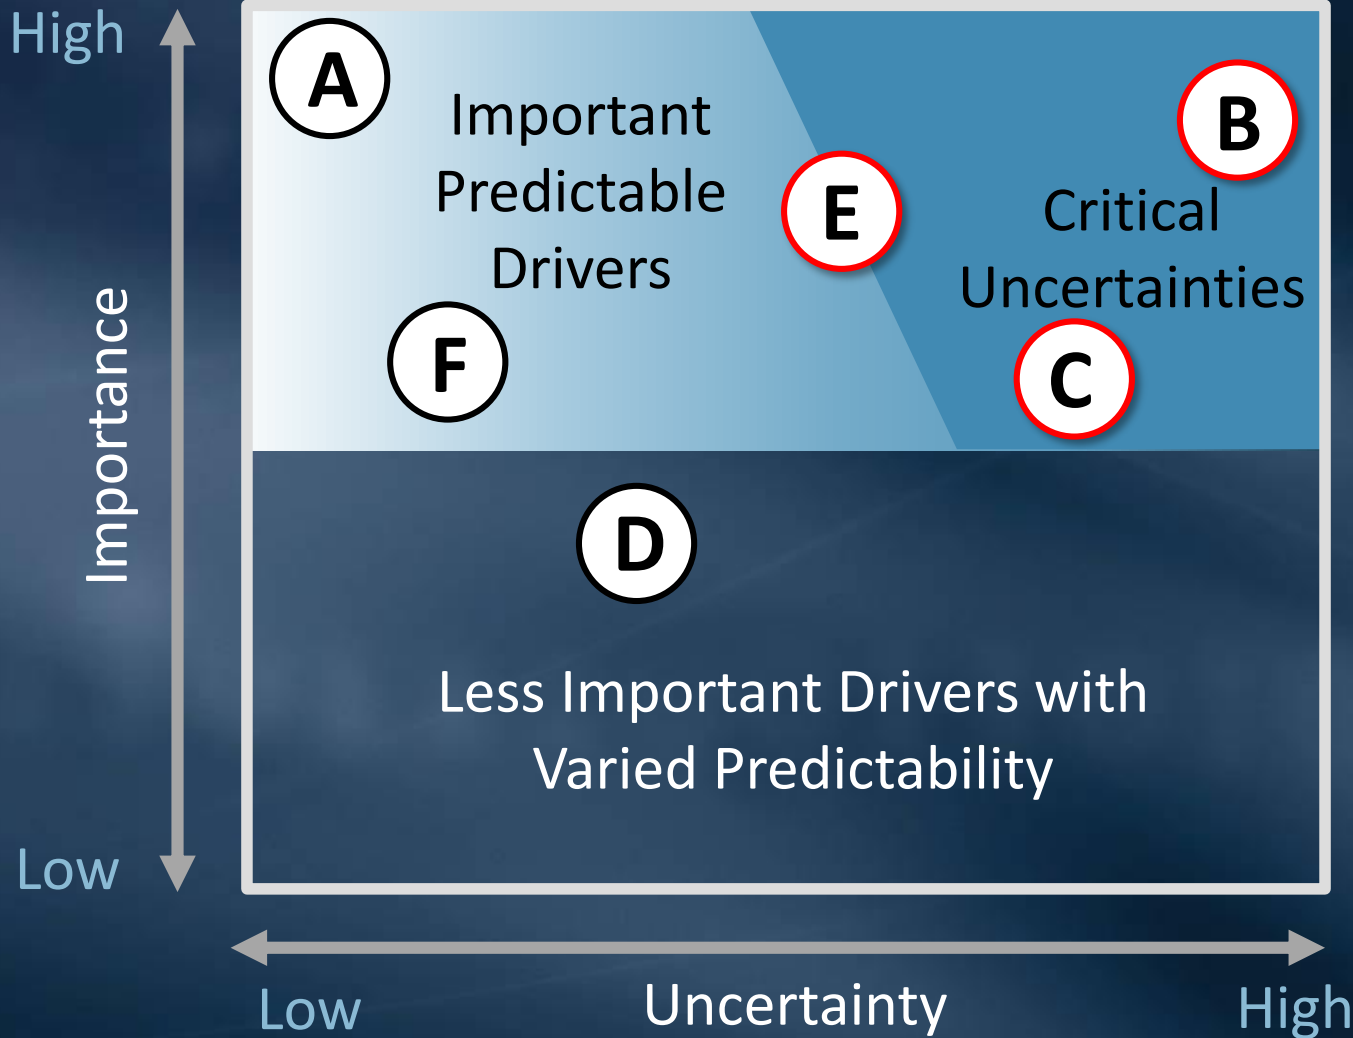 High
A
Important
Predictable
Drivers
B
E
Critical
Uncertainties
F
C
Importance
D
Less Important Drivers with
Varied Predictability
Low
Low
Uncertainty
High